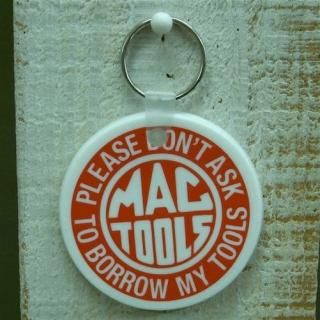 PLEASE DON'T ASK
TO BORROW MY TOOLS
MAC
TOOLS